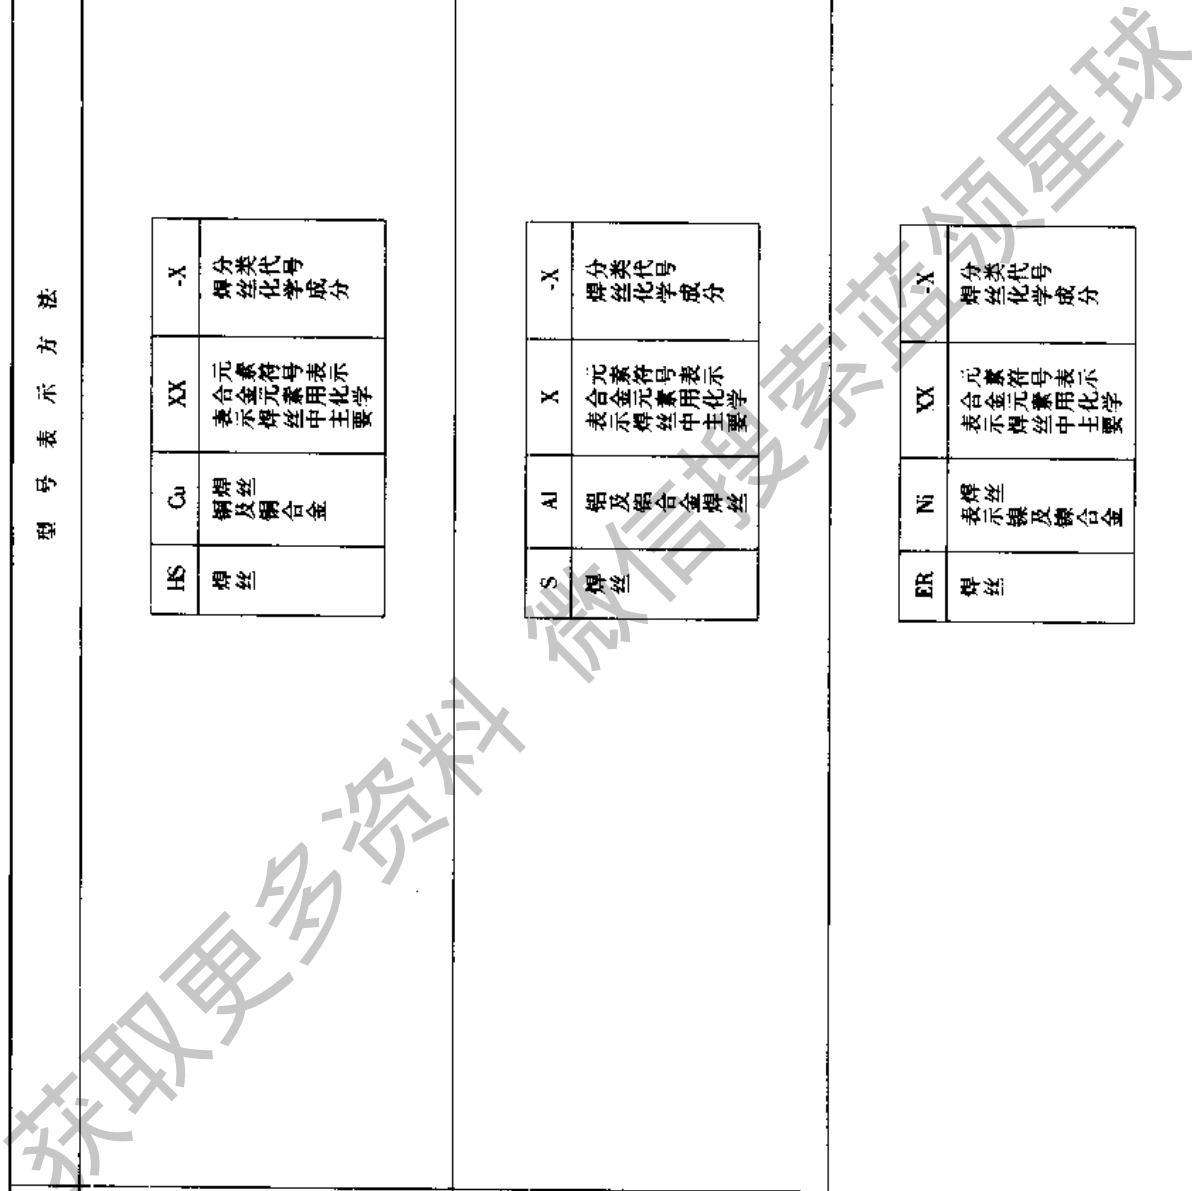 型号表示方法
HS Cu XX -X
焊丝
铜及铜合金
焊丝
表示焊丝中主要
合金元素用化学
元素符号表示
焊丝化学成分
分类代号
S Al X -X
焊丝
铝及铝合金焊丝
表示焊丝中主要
合金元素用化学
元素符号表示
焊丝化学成分
分类代号
ER Ni XX -X
焊丝
表示镍及镍合金
焊丝
表示焊丝中主要
合金元素用化学
元素符号表示
焊丝化学成分
分类代号
获取更多资料 微信搜索蓝领星球